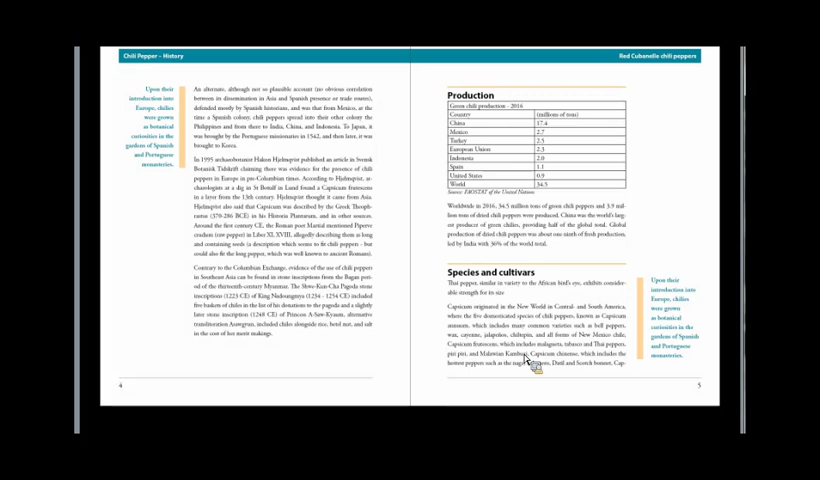 Chili Pepper – History
Upon their
introduction into
Europe, chilies
were grown
as botanical
curiosities in the
gardens of Spanish
and Portuguese
monasteries.
An alternate, although not so plausible account (no obvious correlation
between its dissemination in Asia and Spanish presence or trade routes),
defended mostly by Spanish historians, and was that from Mexico, at the
time a Spanish colony, chili peppers spread into their other colony the
Philippines and from there to India, China, and Indonesia. To Japan, it
was brought by the Portuguese missionaries in 1542, and then later, it was
brought to Korea.
In 1995 archaeobotanist Hakon Hjelmqvist published an article in Svensk
Botanisk Tidskrift claiming there was evidence for the presence of chili
peppers in Europe in pre-Columbian times. According to Hjelmqvist, ar-
chaeologists at a dig in St Botulf in Lund found a Capsicum frutescens
in a layer from the 13th century. Hjelmqvist thought it came from Asia.
Hjelmqvist also said that Capsicum was described by the Greek Theoph-
rastus (370-286 BCE) in his Historia Plantarum, and in other sources.
Around the first century CE, the Roman poet Martial mentioned Piperve
crudum (raw pepper) in Liber XI, XVIII, allegedly describing them as long
and containing seeds (a description which seems to fit chili peppers - but
could also fit the long pepper, which was well known to ancient Romans).
Contrary to the Columbian Exchange, evidence of the use of chili peppers
in Southeast Asia can be found in stone inscriptions from the Bagan peri-
od of the thirteenth century Myanmar. The Shwe-Kun-Cha Pagoda stone
inscriptions (1223 CE) of King Nadoungmya (1234 - 1254 CE) included
five baskets of chilies in the list of his donations to the pagoda and a slightly
later stone inscription (1248 CE) of Princess A-Saw-Kyaum, alternative
transliteration Asawgyun, included chilies alongside rice, betel nut, and salt
in the cost of her merit makings.
4
Red Cubanelle chili peppers
Production
Green chili production - 2016
Country (millions of tons)
China 17.4
Mexico 2.7
Turkey 2.5
European Union 2.3
Indonesia 2.0
Spain 1.1
United States 0.9
World 34.5
Source: FAOSTAT of the United Nations
Worldwide in 2016, 34.5 million tons of green chili peppers and 3.9 mil-
lion tons of dried chili peppers were produced. China was the world's larg-
est producer of green chilies, providing half of the global total. Global
production of dried chili peppers was about one ninth of fresh production,
led by India with 36% of the world total.
Species and cultivars
Thai pepper, similar in variety to the African bird's eye, exhibits consider-
able strength for its size
Capsicum originated in the New World in Central- and South America,
where the five domesticated species of chili peppers, known as Capsicum
annuum, which includes many common varieties such as bell peppers,
wax, cayenne, jalapeños, chiltepin, and all forms of New Mexico chile,
Capsicum frutescens, which includes malagueta, tabasco and Thai peppers,
piri piri, and Malawian Kambuzi, Capsicum chinense, which includes the
hottest peppers such as the Datil and Scotch bonnet, Cap-
Upon their
introduction into
Europe, chilies
were grown
as botanical
curiosities in the
gardens of Spanish
and Portuguese
monasteries.
5